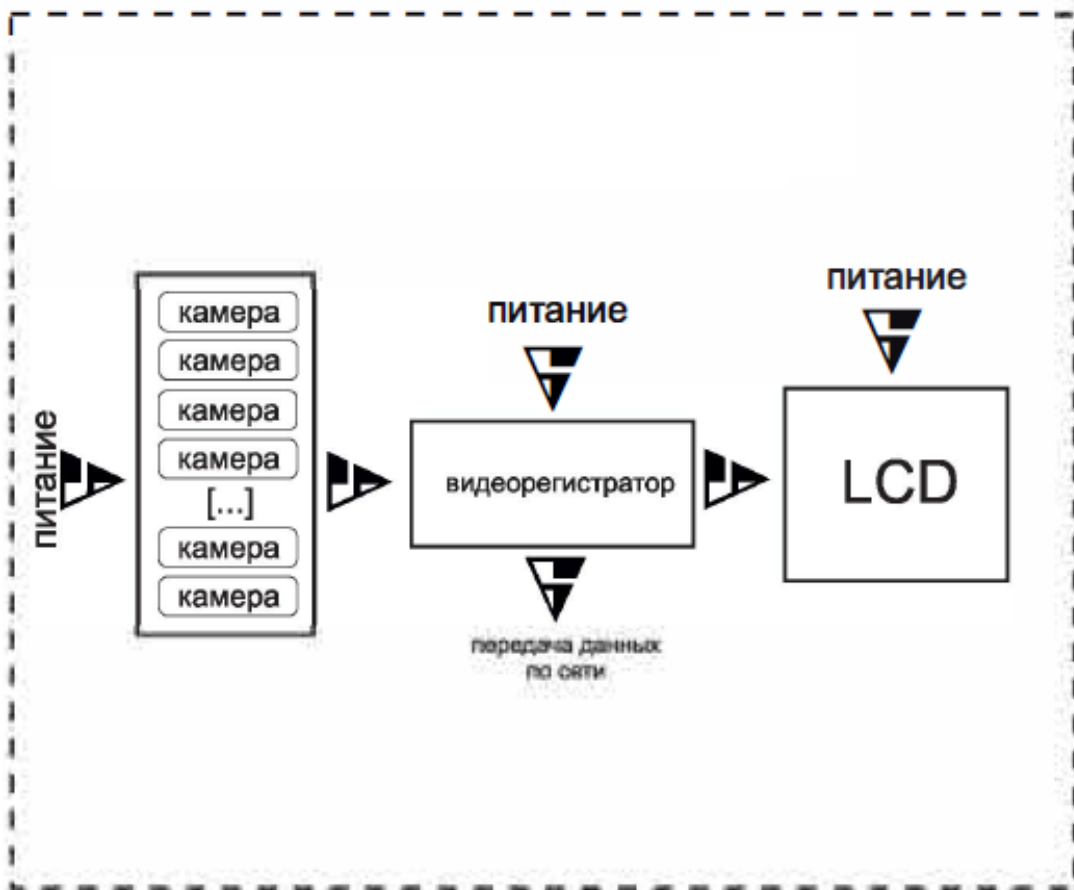 питание
камера
камера
камера
камера
[...]
камера
камера
питание
видеорегистратор
передача данных
по сети
питание
LCD